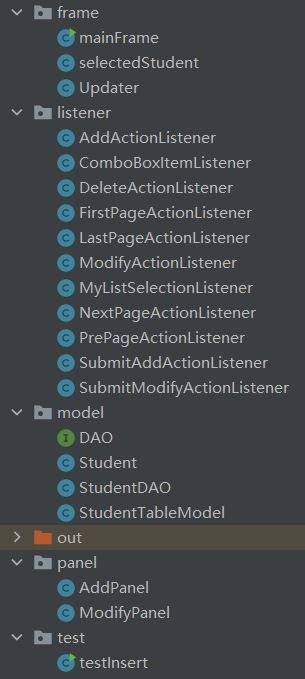 frame
mainFrame
selectedStudent
Updater
listener
AddActionListener
ComboBoxItemListener
DeleteActionListener
FirstPageActionListener
LastPageActionListener
ModifyActionListener
MyListSelectionListener
NextPageActionListener
PrePageActionListener
SubmitAddActionListener
SubmitModifyActionListener
model
DAO
Student
StudentDAO
StudentTableModel
out
panel
AddPanel
ModifyPanel
test
testInsert